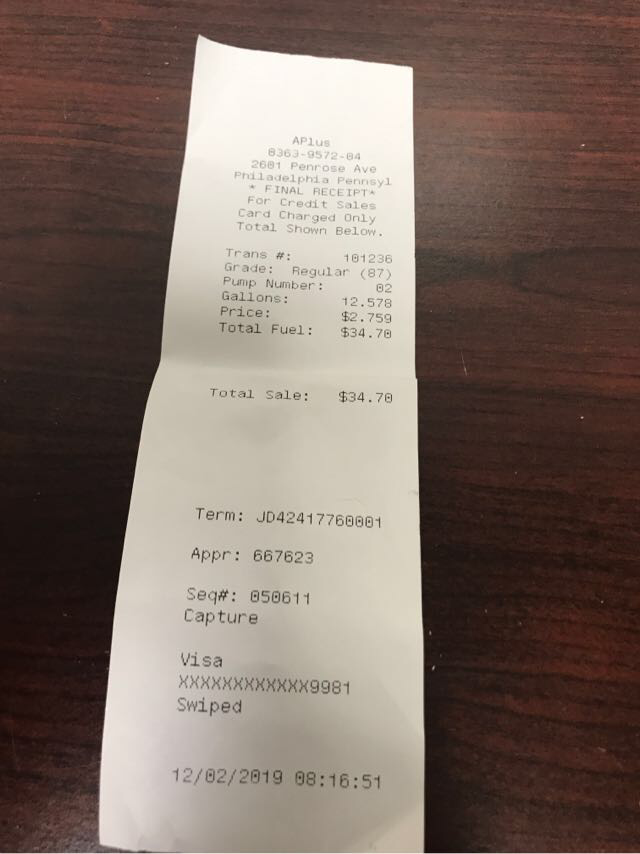 APlus
0363-9572-04
2601 Penrose Ave
Philadelphia Pennsyl
* FINAL RECEIPT*
For Credit Sales
Card Charged Only
Total Shown Below.
Trans #: 101236
Grade: Regular (87)
Pump Number: 02
Gallons: 12.578
Price: $2.759
Total Fuel: $34.70
Total Sale: $34.70
Term: JD42417760001
Appr: 667623
Seq#: 050611
Capture
Visa
XXXXXXXXXXXX9981
Swiped
12/02/2019 08:16:51